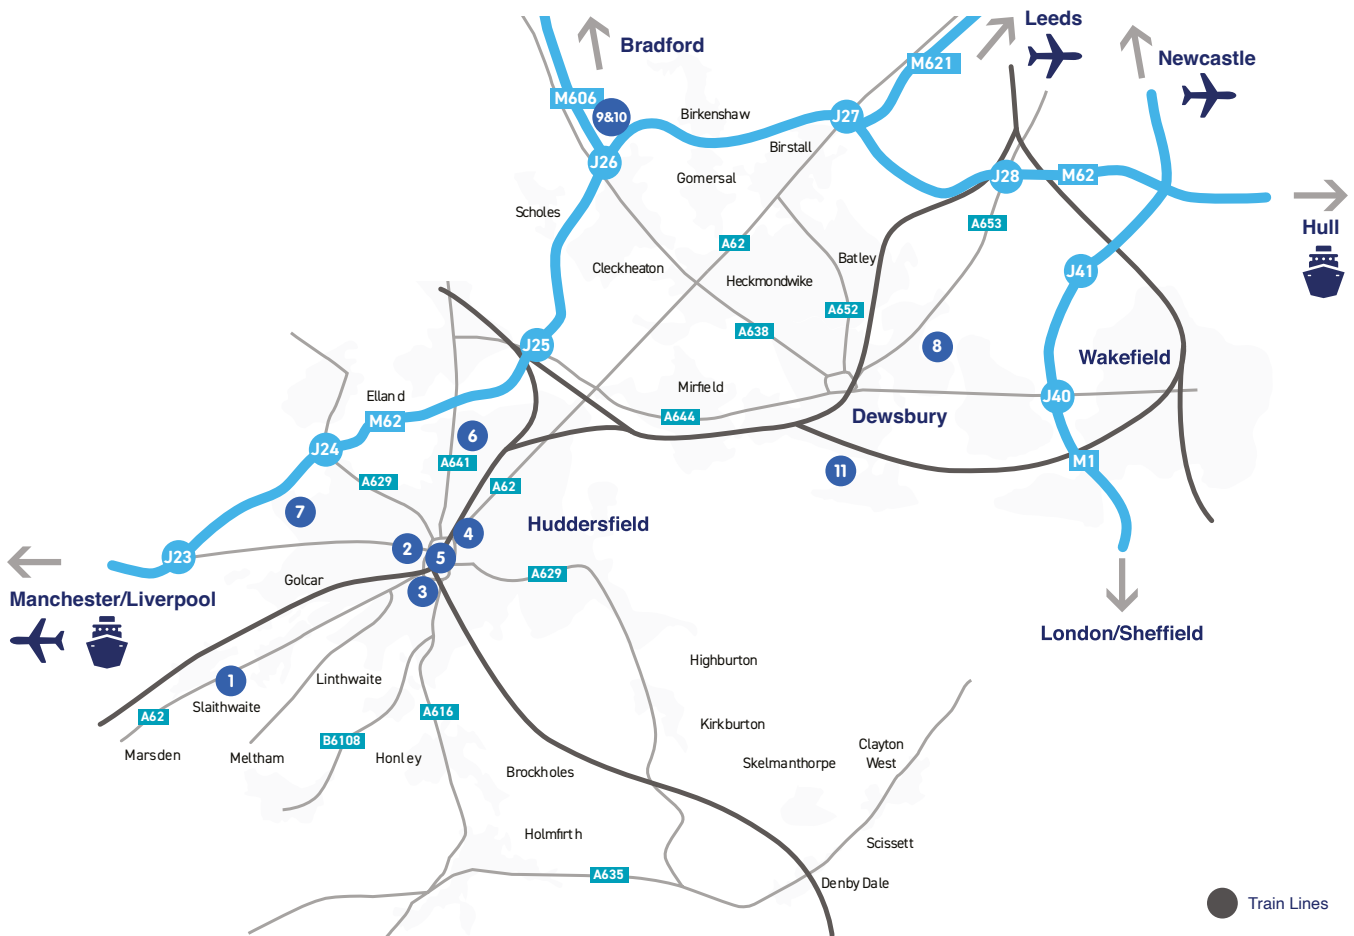 Leeds
Bradford
Newcastle
M621
M606
9&10
Birkenshaw
J27
Birstall
J26
J28
M62
Gomersal
Scholes
A653
Hull
A62
Batley
Cleckheaton
Heckmondwike
J41
A652
A638
J25
8
Wakefield
Mirfield
Elland
J40
A644
Dewsbury
M62
6
J24
A641
M1
11
A629
A62
7
Huddersfield
4
2
5
J23
Golcar
A629
3
Manchester/Liverpool
London/Sheffield
Highburton
1
Linthwaite
Slaithwaite
A62
A616
Kirkburton
B6108
Clayton
West
Marsden
Meltham
Honley
Skelmanthorpe
Brockholes
Holmfirth
Scissett
A635
Denby Dale
Train Lines